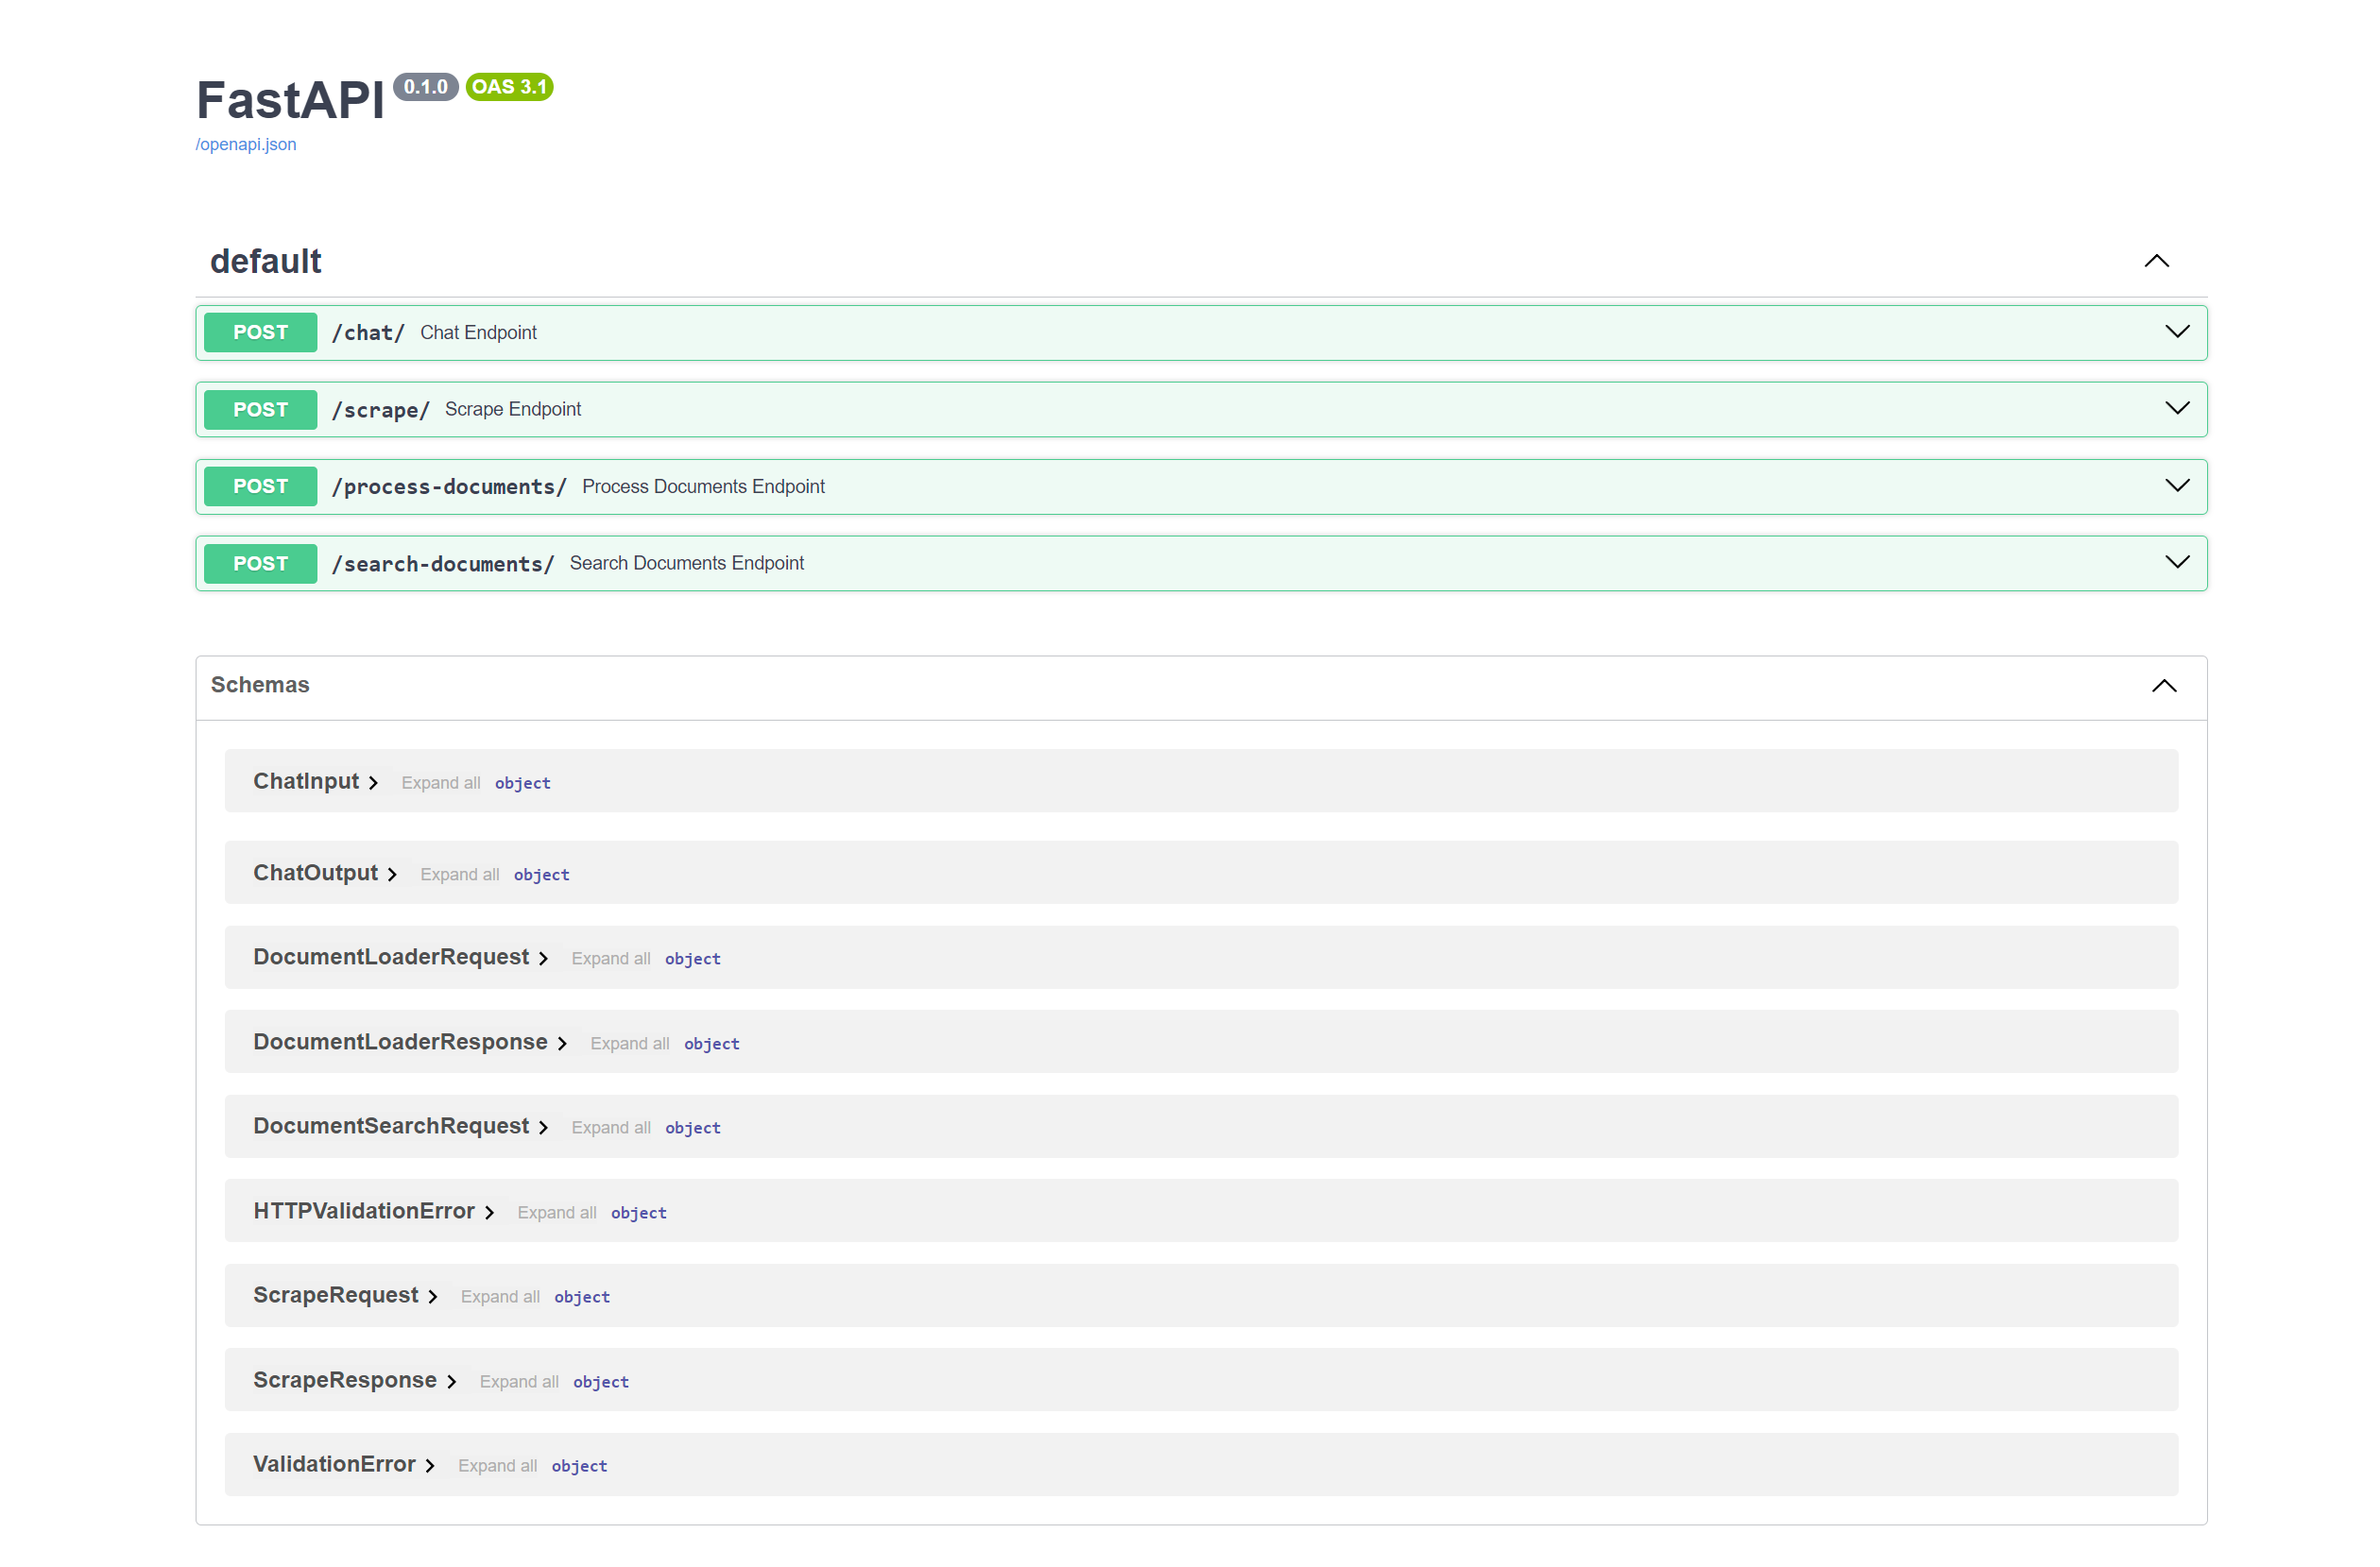 FastAPI 0.1.0 OAS 3.1
/openapi.json
default
POST /chat/ Chat Endpoint
POST /scrape/ Scrape Endpoint
POST /process-documents/ Process Documents Endpoint
POST /search-documents/ Search Documents Endpoint
Schemas
ChatInput Expand all object
ChatOutput Expand all object
DocumentLoaderRequest Expand all object
DocumentLoaderResponse Expand all object
DocumentSearchRequest Expand all object
HTTPValidationError Expand all object
ScrapeRequest Expand all object
ScrapeResponse Expand all object
ValidationError Expand all object